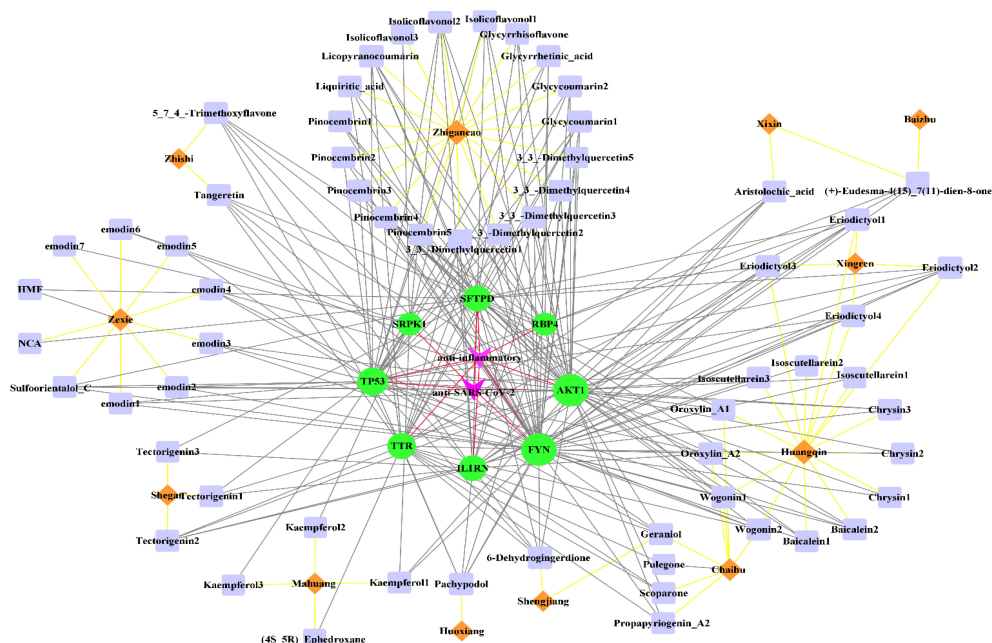 Isolicoflavonol2
Isolicoflavonol1
Isolicoflavonol3
Glycyrrhisoflavone
Licopyranocoumarin
Glycyrrhetinic_acid
Liquiritic_acid
Glycycoumarin2
5_7_4_-Trimethoxyflavone
Pinocembrin1
Zhigancao
Glycycoumarin1
Xixin
Baizhu
Zhishi
Pinocembrin2
3_3_-Dimethylquercetin5
Tangeretin
Pinocembrin3
3_3_-Dimethylquercetin4
Aristolochic_acid
(+)-Eudesma-4(15)_7(11)-dien-8-one
Pinocembrin4
3_3_-Dimethylquercetin3
emodin6
Pinocembrin5
3_-Dimethylquercetin2
Eriodictyol1
emodin7
emodin5
3_3_-Dimethylquercetin1
Eriodictyol3
Xingren
Eriodictyol2
HMF
emodin4
SFTPD
Zexie
SRPK1
RBP4
Eriodictyol4
NCA
emodin3
anti-inflammatory
Isoscutellarein2
Sulfoorientalol_C
emodin2
TP53
anti-SARS-CoV-2
AKT1
Isoscutellarein3
Isoscutellarein1
emodin1
Oroxylin_A1
Chrysin3
TTR
FYN
Tectorigenin3
IL1RN
Oroxylin_A2
Huangqin
Chrysin2
Shegan
Tectorigenin1
Wogonin1
Chrysin1
Kaempferol2
Geraniol
Wogonin2
Baicalein2
Tectorigenin2
6-Dehydrogingerdione
Baicalein1
Pulegone
Chaihu
Kaempferol3
Mahuang
Kaempferol1
Pachypodol
Scoparone
Shengjiang
Propapyriogenin_A2
(4S_5R)_Ephedroxane
Huoxiang